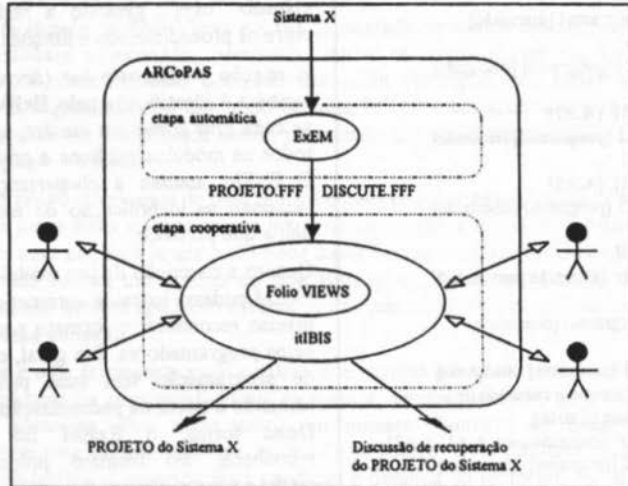 Sistema X
ARCoPAS
etapa automática
ExEM
PROJETO.FFF DISCUTE.FFF
etapa cooperativa
Folio VIEWS
itIBIS
PROJETO do Sistema X
Discussão de recuperação
do PROJETO do Sistema X